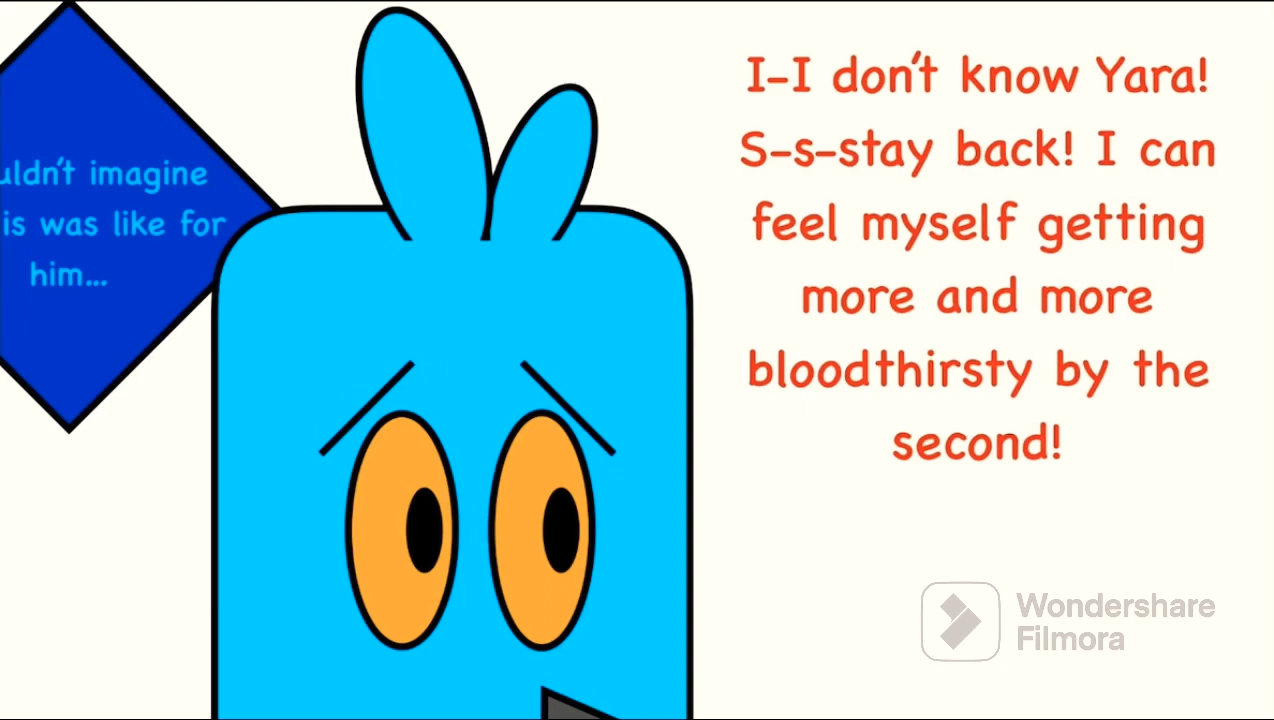 uldn't imagine
is was like for
him...
I-I don't know Yara!
S-s-stay back! I can
feel myself getting
more and more
bloodthirsty by the
second!
Wondershare
Filmora